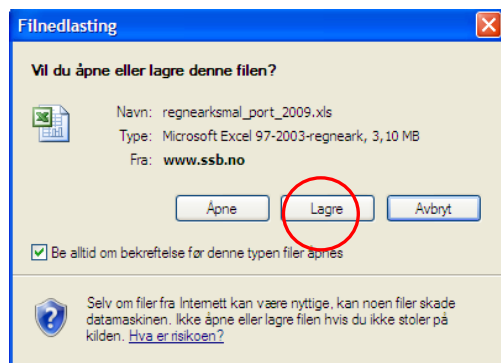 Filnedlasting
Vil du åpne eller lagre denne filen?
Navn: regnearksmal_port_2009.xls
Type: Microsoft Excel 97-2003-regneark, 3,10 MB
Fra: www.ssb.no
Åpne Lagre Avbryt
Be alltid om bekreftelse før denne typen filer åpnes
Selv om filer fra Internett kan være nyttige, kan noen filer skade
datamaskinen. Ikke åpne eller lagre filen hvis du ikke stoler på
kilden. Hva er risikoen?